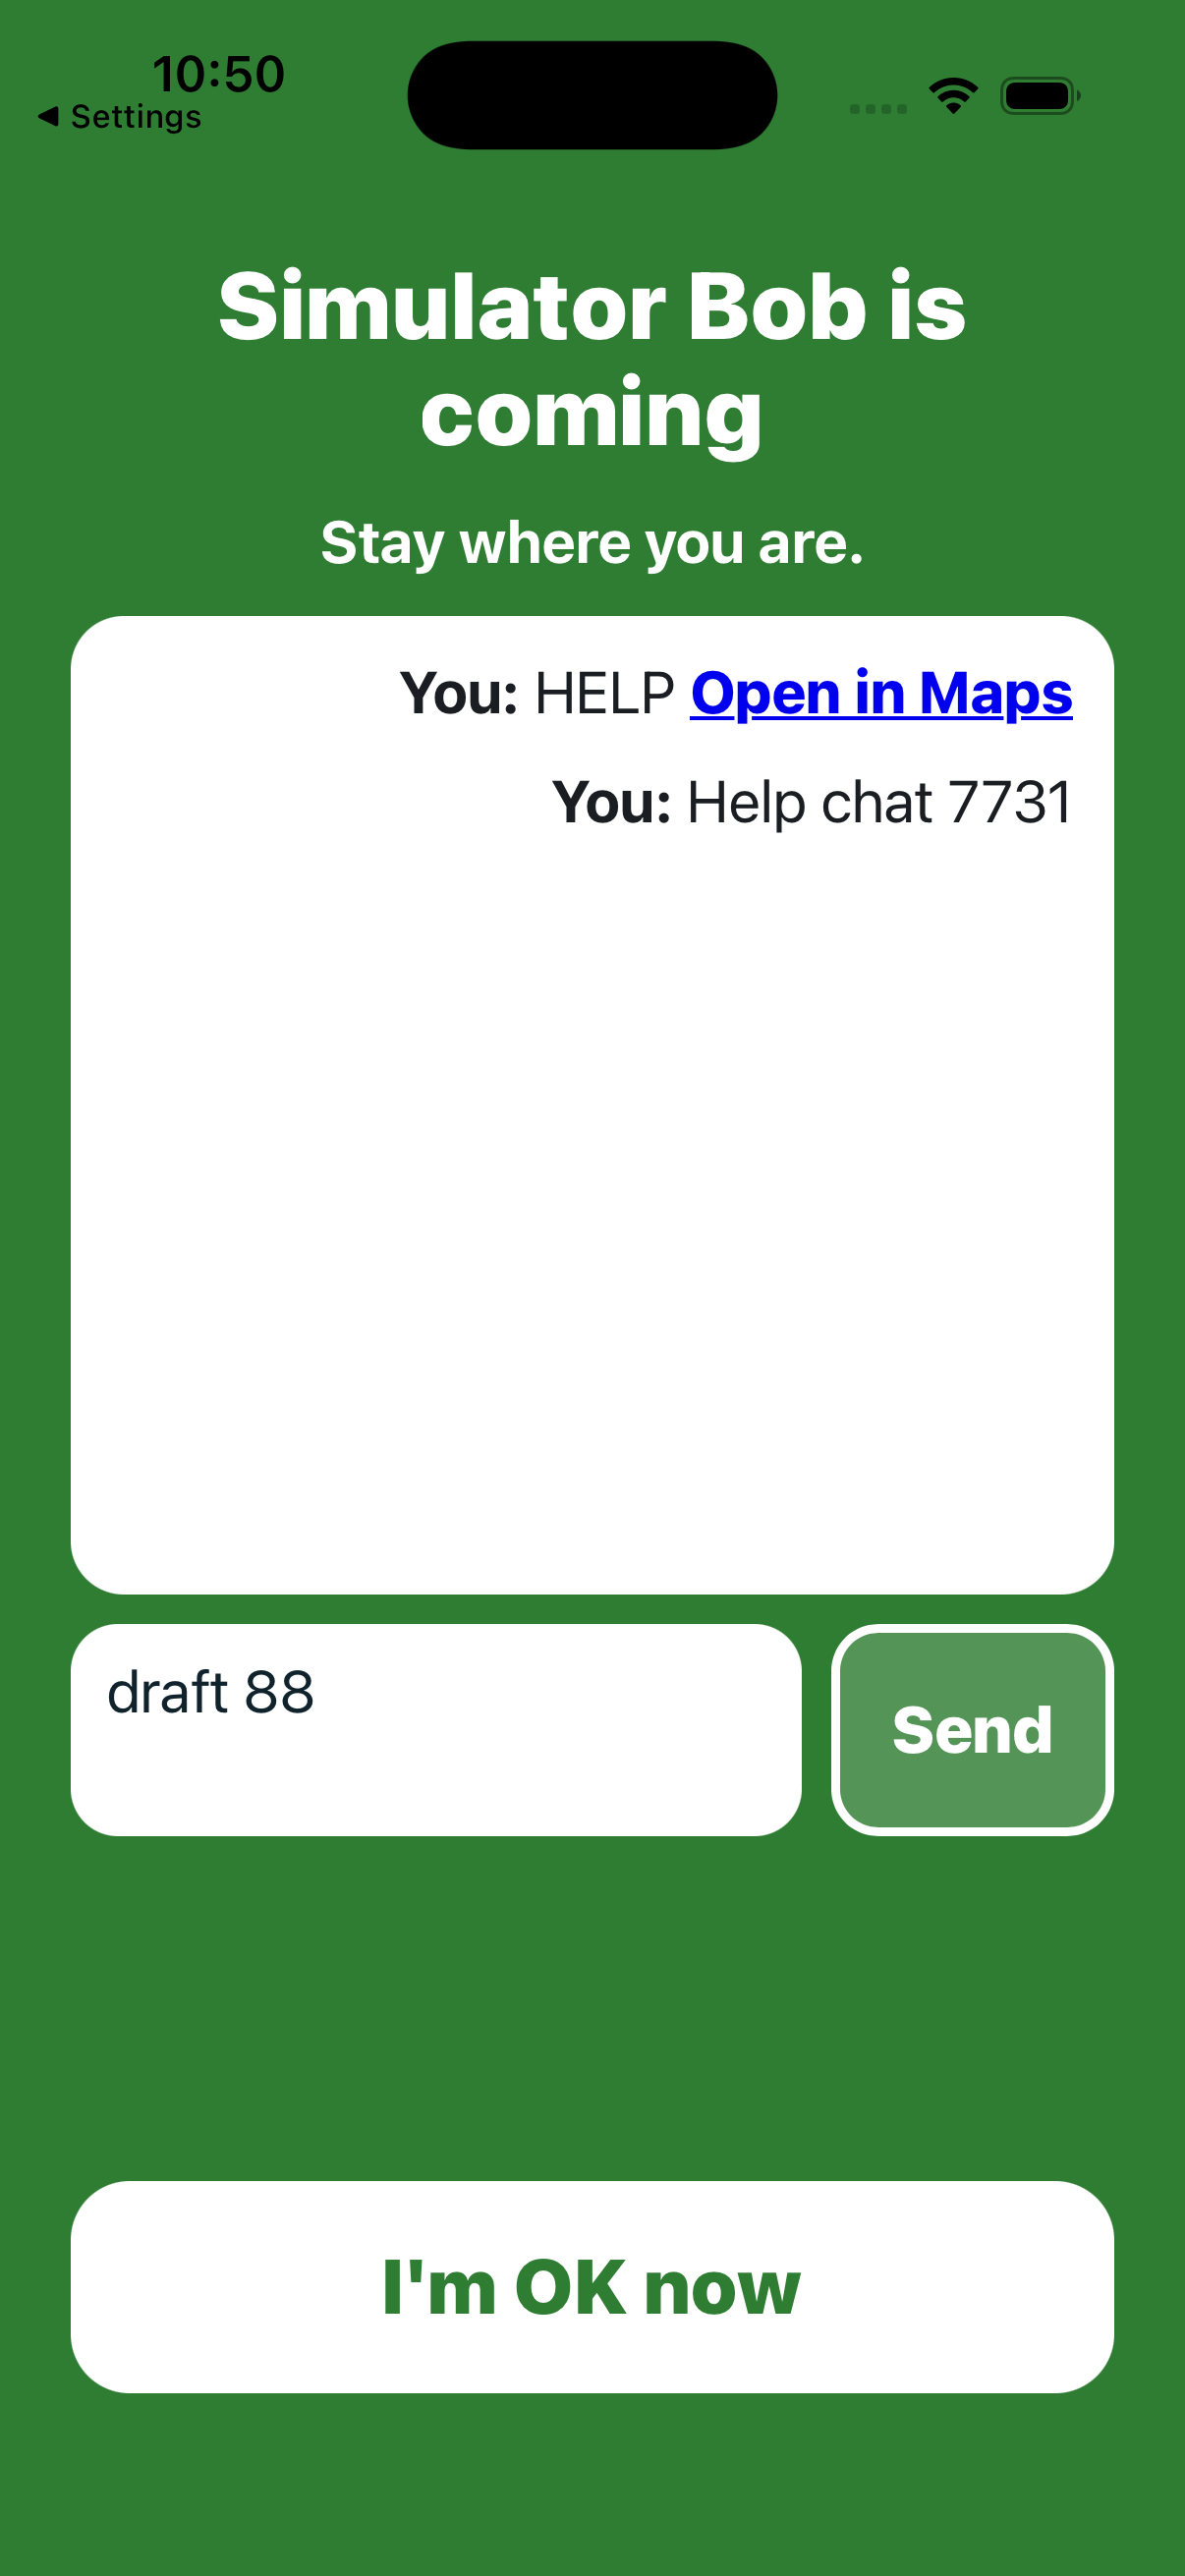 10:50
◀ Settings
Simulator Bob is
coming
Stay where you are.
You: HELP Open in Maps
You: Help chat 7731
draft 88
Send
I'm OK now